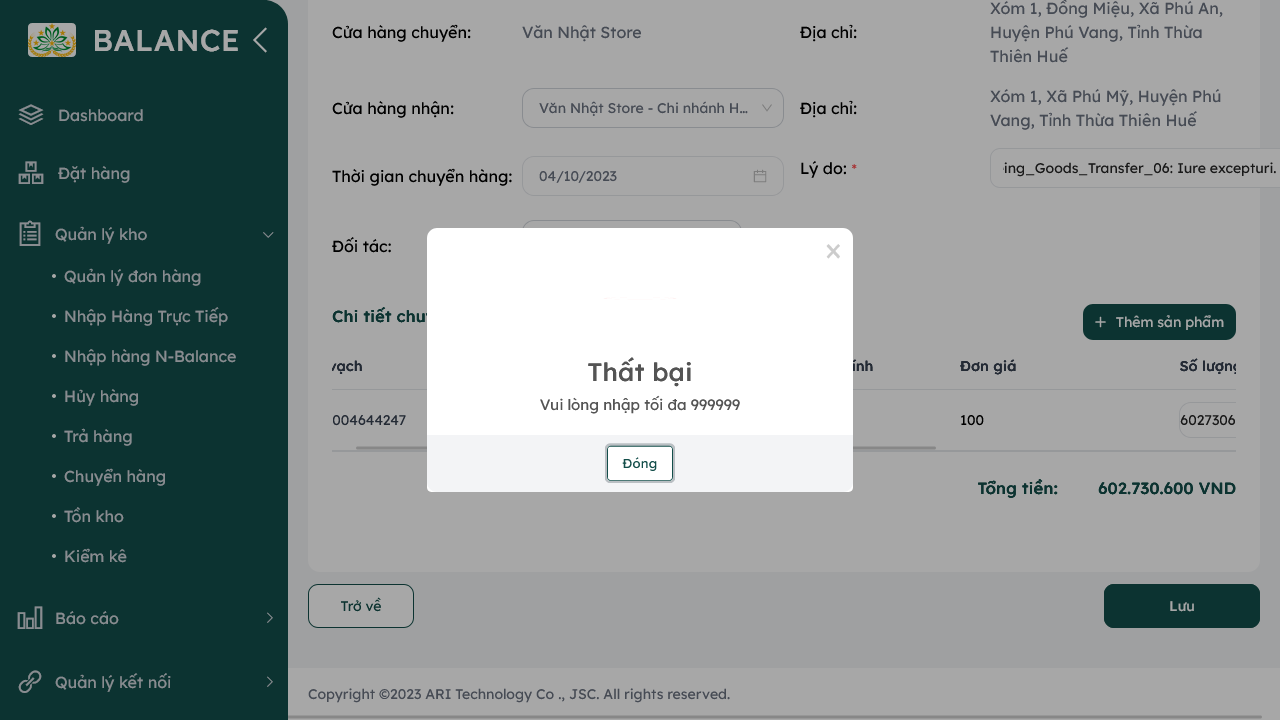 BALANCE
Dashboard
Đặt hàng
Quản lý kho
Quản lý đơn hàng
Nhập Hàng Trực Tiếp
Nhập hàng N-Balance
Hủy hàng
Trả hàng
Chuyển hàng
Tồn kho
Kiểm kê
Báo cáo
Quản lý kết nối
Cửa hàng chuyển:
Văn Nhật Store
Địa chỉ:
Xóm 1, Đồng Miệu, Xã Phú An,
Huyện Phú Vang, Tỉnh Thừa
Thiên Huế
Cửa hàng nhận:
Văn Nhật Store - Chi nhánh H...
Địa chỉ:
Xóm 1, Xã Phú Mỹ, Huyện Phú
Vang, Tỉnh Thừa Thiên Huế
Thời gian chuyển hàng:
04/10/2023
Lý do: *
ing_Goods_Transfer_06: Iure excepturi.
Đối tác:
Chi tiết chu
+ Thêm sản phẩm
vạch
ính
Đơn giá
Số lượng
004644247
100
6027306
Tổng tiền:
602.730.600 VND
Thất bại
Vui lòng nhập tối đa 999999
Đóng
Trở về
Lưu
Copyright ©2023 ARI Technology Co ., JSC. All rights reserved.